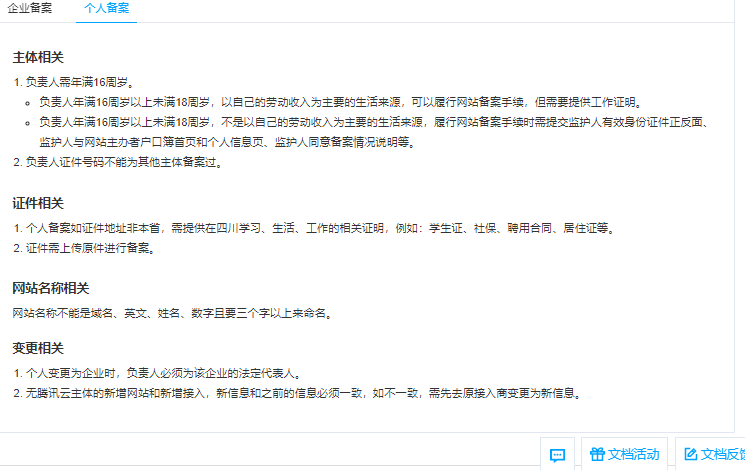 企业备案 个人备案
主体相关
1. 负责人需年满16周岁。
负责人年满16周岁以上未满18周岁，以自己的劳动收入为主要的生活来源，可以履行网站备案手续，但需要提供工作证明。
负责人年满16周岁以上未满18周岁，不是以自己的劳动收入为主要的生活来源，履行网站备案手续时需提交监护人有效身份证件正反面、
监护人与网站主办者户口簿首页和个人信息页、监护人同意备案情况说明等。
2. 负责人证件号码不能为其他主体备案过。
证件相关
1. 个人备案如证件地址非本省，需提供在四川学习、生活、工作的相关证明，例如：学生证、社保、聘用合同、居住证等。
2. 证件需上传原件进行备案。
网站名称相关
网站名称不能是域名、英文、姓名、数字且要三个字以上来命名。
变更相关
1. 个人变更为企业时，负责人必须为该企业的法定代表人。
2. 无腾讯云主体的新增网站和新增接入，新信息和之前的信息必须一致，如不一致，需先去原接入商变更为新信息。
文档活动 文档反馈